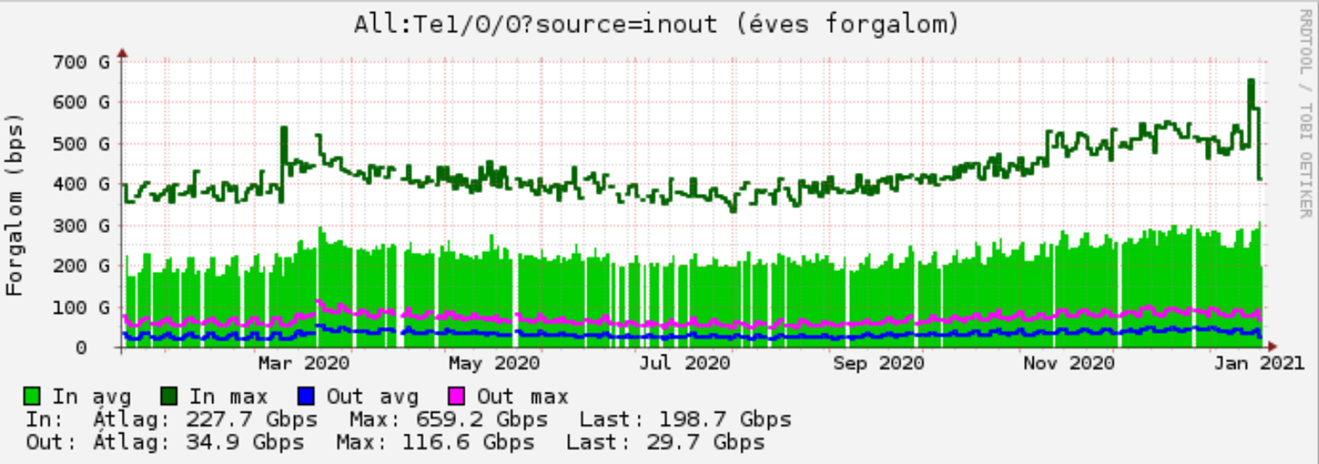 All:Te1/0/0?source=inout (éves forgalom)
RRDTOOL / TOBI OETIKER
Forgalom (bps)
700 G
600 G
500 G
400 G
300 G
200 G
100 G
0
Mar 2020 May 2020 Jul 2020 Sep 2020 Nov 2020 Jan 2021
In avg In max Out avg Out max
In: Átlag: 227.7 Gbps Max: 659.2 Gbps Last: 198.7 Gbps
Out: Átlag: 34.9 Gbps Max: 116.6 Gbps Last: 29.7 Gbps